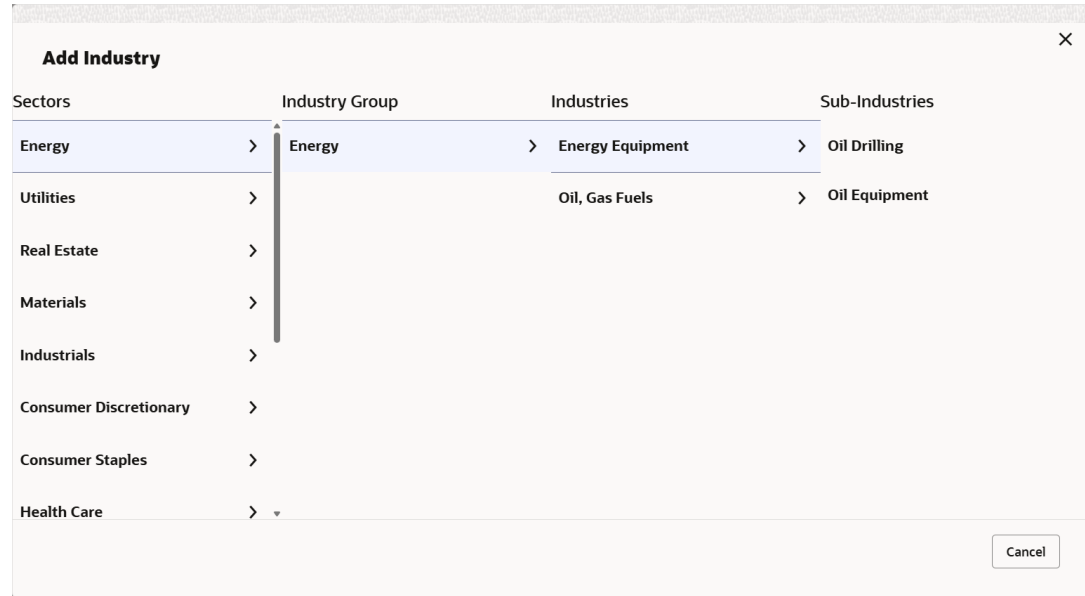 Add Industry
Sectors Industry Group Industries Sub-Industries
Energy Energy Energy Equipment Oil Drilling
Utilities Oil, Gas Fuels Oil Equipment
Real Estate
Materials
Industrials
Consumer Discretionary
Consumer Staples
Health Care
Cancel